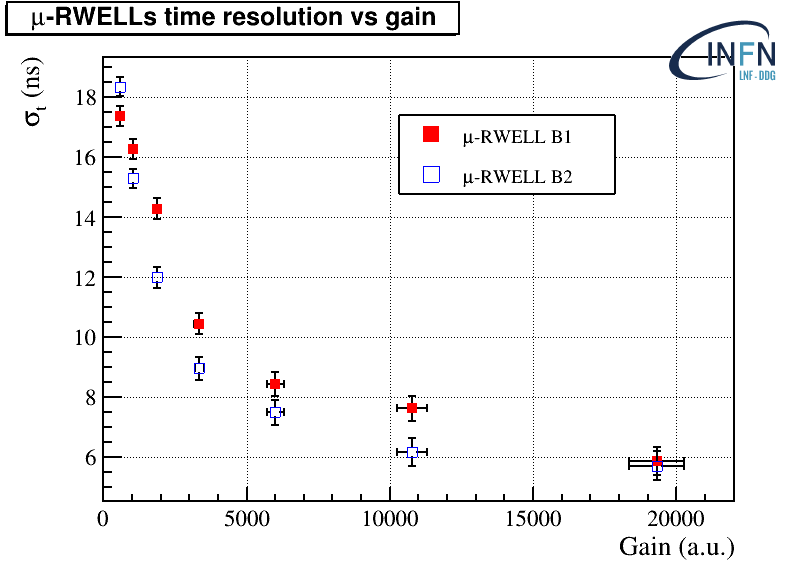 μ-RWELLs time resolution vs gain
INFN
LNF - DDG
σt (ns)
18
16
14
12
10
8
6
μ-RWELL B1
μ-RWELL B2
0
5000
10000
15000
20000
Gain (a.u.)